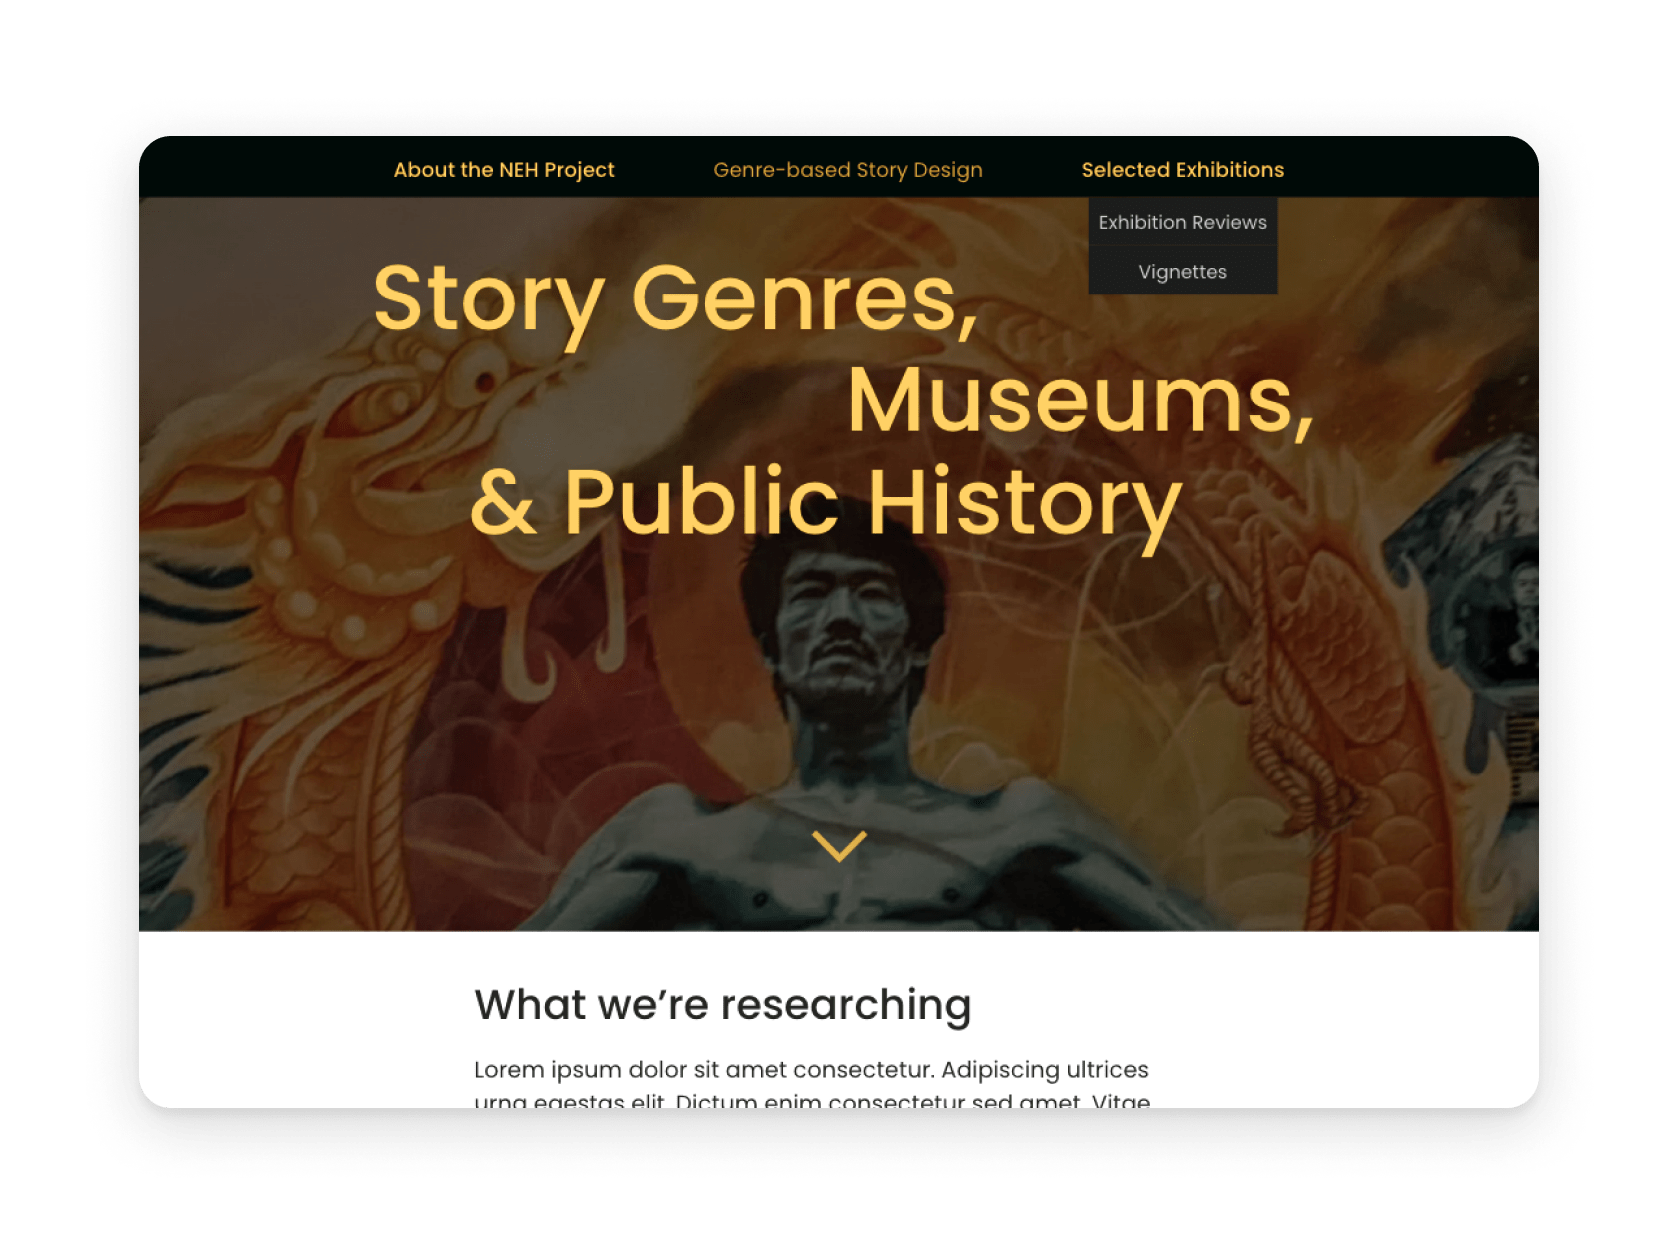 About the NEH Project
Genre-based Story Design
Selected Exhibitions
Exhibition Reviews
Vignettes
Story Genres,
Museums,
& Public History
What we’re researching
Lorem ipsum dolor sit amet consectetur. Adipiscing ultrices
urna egestas elit. Dictum enim consectetur sed amet. Vitae